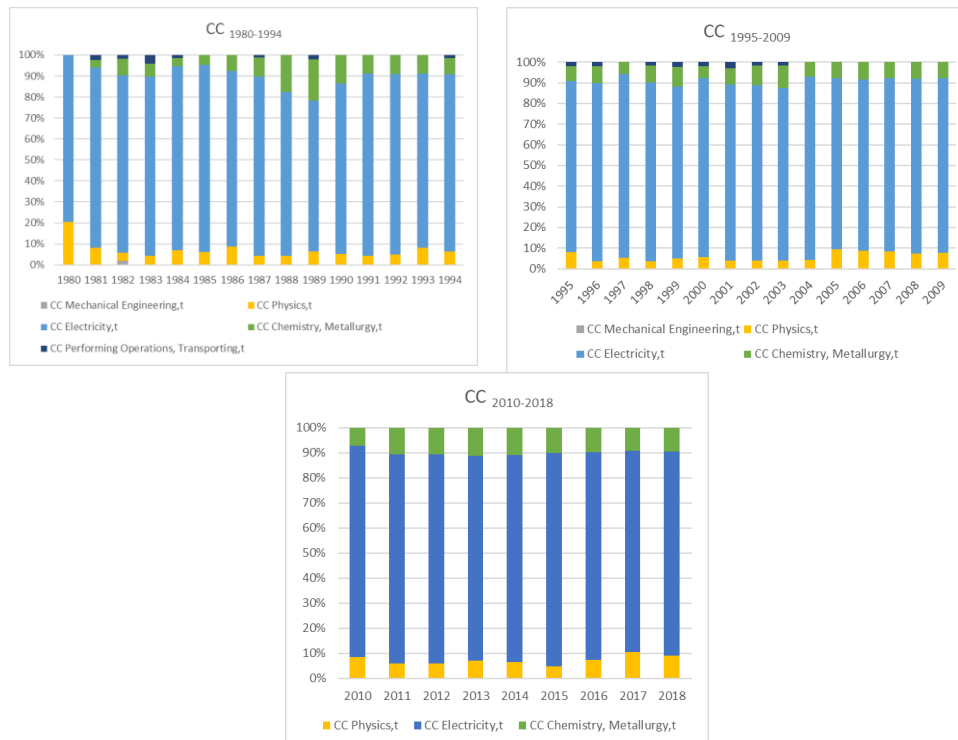 CC 1980-1994
100%
90%
80%
70%
60%
50%
40%
30%
20%
10%
0%
1980 1981 1982 1983 1984 1985 1986 1987 1988 1989 1990 1991 1992 1993 1994
CC Mechanical Engineering,t CC Physics,t
CC Electricity,t CC Chemistry, Metallurgy,t
CC Performing Operations, Transporting,t
CC 1995-2009
100%
90%
80%
70%
60%
50%
40%
30%
20%
10%
0%
1995 1996 1997 1998 1999 2000 2001 2002 2003 2004 2005 2006 2007 2008 2009
CC Mechanical Engineering,t CC Physics,t
CC Electricity,t CC Chemistry, Metallurgy,t
CC 2010-2018
100%
90%
80%
70%
60%
50%
40%
30%
20%
10%
0%
2010 2011 2012 2013 2014 2015 2016 2017 2018
CC Physics,t CC Electricity,t CC Chemistry, Metallurgy,t